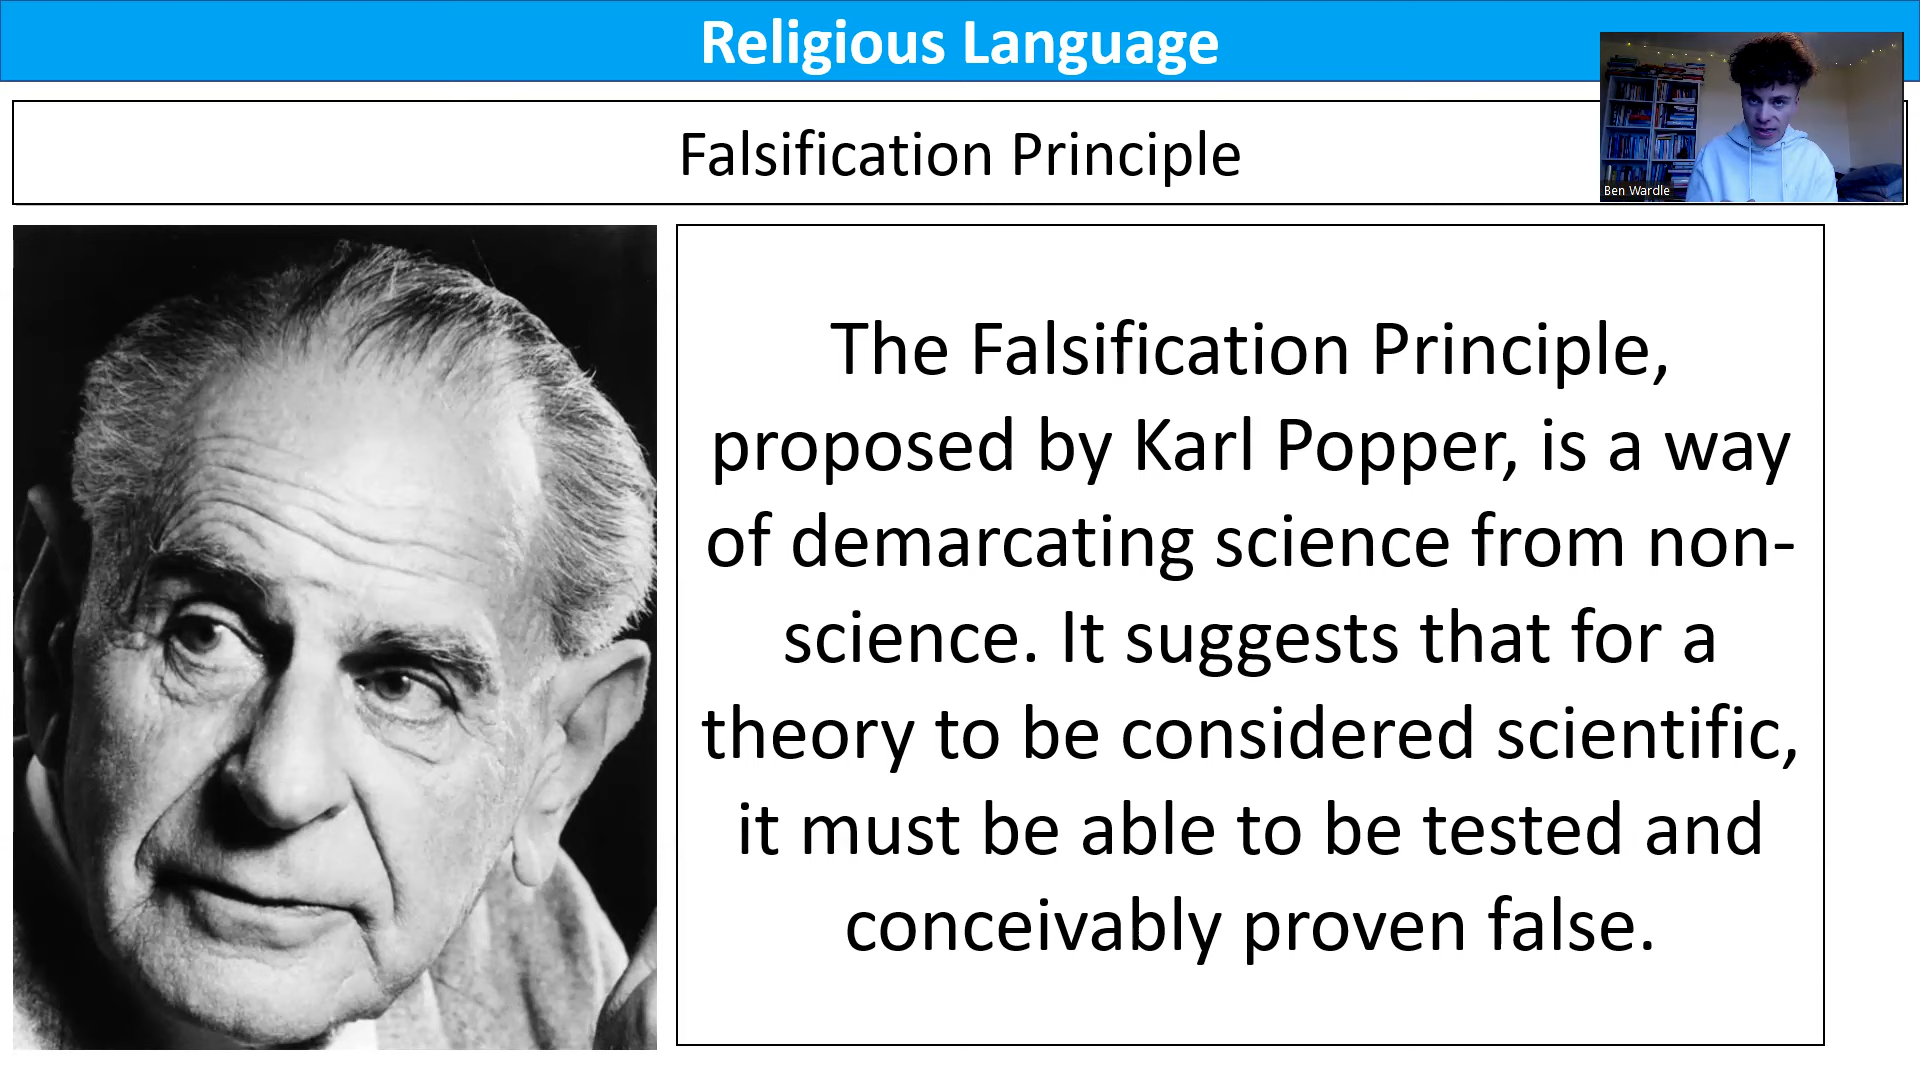 Religious Language
Falsification Principle
Ben Wardle
The Falsification Principle,
proposed by Karl Popper, is a way
of demarcating science from non-
science. It suggests that for a
theory to be considered scientific,
it must be able to be tested and
conceivably proven false.